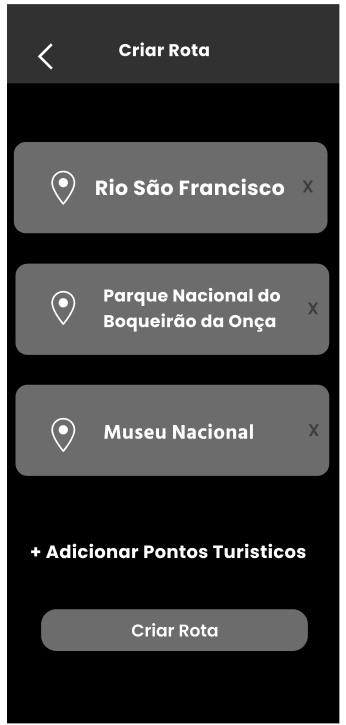 Criar Rota
Rio São Francisco X
Parque Nacional do
Boqueirão da Onça X
Museu Nacional X
+ Adicionar Pontos Turisticos
Criar Rota